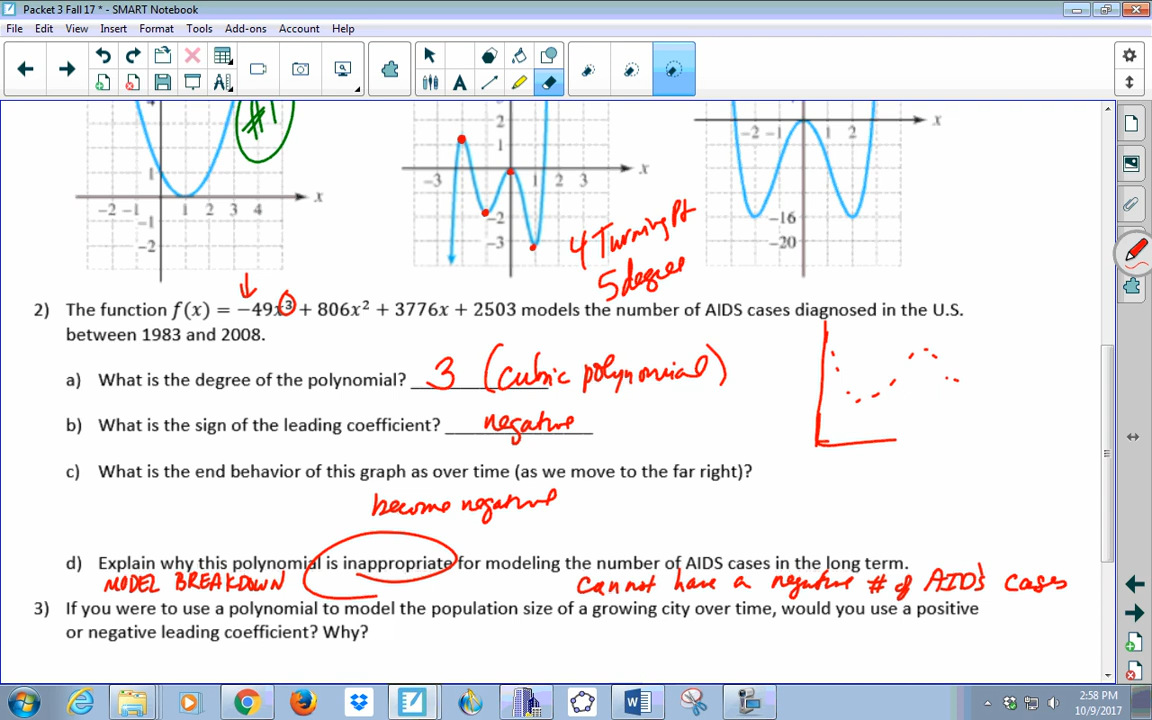 Packet 3 Fall 17 * - SMART Notebook
File Edit View Insert Format Tools Add-ons Account Help
4 2
#1
1 1
x x x
-2 -1 1 2 3 4 -3 1 2 3 -2 -1 1 2
-1 -2 -16
-2 -3 -20
4 Turning Pt
5 degree
2) The function f(x) = −49x³ + 806x² + 3776x + 2503 models the number of AIDS cases diagnosed in the U.S.
between 1983 and 2008.
a) What is the degree of the polynomial? 3 (cubic polynomial)
b) What is the sign of the leading coefficient? negative
c) What is the end behavior of this graph as over time (as we move to the far right)?
become negative
d) Explain why this polynomial is inappropriate for modeling the number of AIDS cases in the long term.
MODEL BREAKDOWN cannot have a negative # of AID's cases
3) If you were to use a polynomial to model the population size of a growing city over time, would you use a positive
or negative leading coefficient? Why?
2:58 PM
10/9/2017